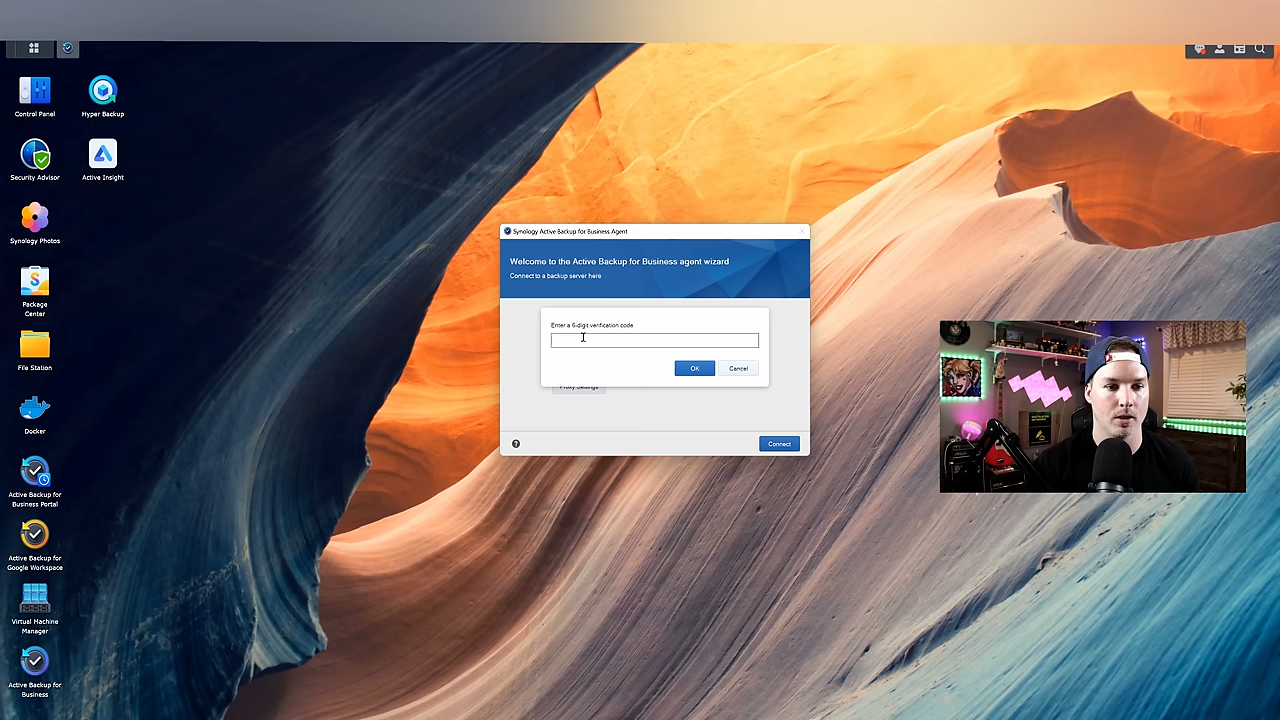 Control Panel
Hyper Backup
Security Advisor
Active Insight
Synology Photos
Package
Center
File Station
Docker
Active Backup for
Business Portal
Active Backup for
Google Workspace
Virtual Machine
Manager
Active Backup for
Business
Synology Active Backup for Business Agent
Welcome to the Active Backup for Business agent wizard
Connect to a backup server here
Enter a 6-digit verification code
OK
Cancel
Proxy Settings
Connect